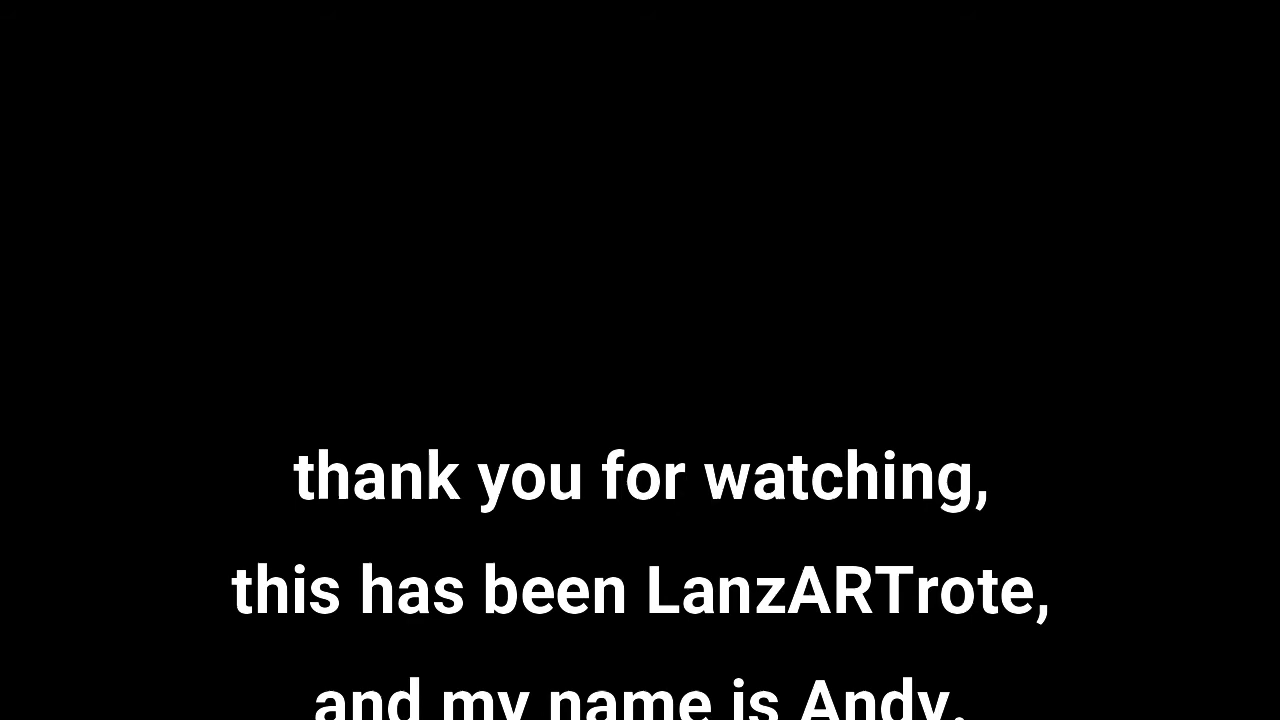 thank you for watching,
this has been LanzARTrote,
and my name is Andy.